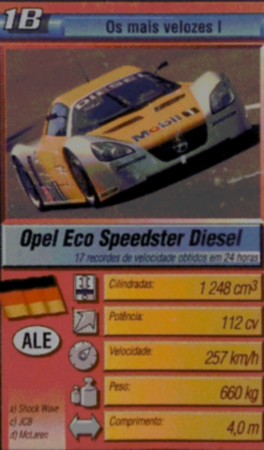 1B
Os mais velozes I
DIESEL
Mobil 1
Opel Eco Speedster Diesel
17 recordes de velocidade obtidos em 24 horas
Cilindradas: 1 248 cm3
Potência: 112 cv
ALE
Velocidade: 257 km/h
Peso: 660 kg
a) Shock Wave
c) JCB
d) McLaren
Comprimento: 4,0 m